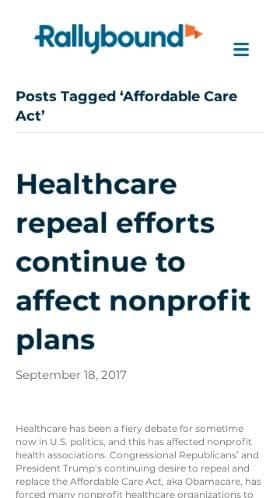 Rallybound
Posts Tagged ‘Affordable Care
Act’
Healthcare
repeal efforts
continue to
affect nonprofit
plans
September 18, 2017
Healthcare has been a fiery debate for sometime
now in U.S. politics, and this has affected nonprofit
health associations. Congressional Republicans’ and
President Trump’s continuing desire to repeal and
replace the Affordable Care Act, aka Obamacare, has
forced many nonprofit healthcare organizations to